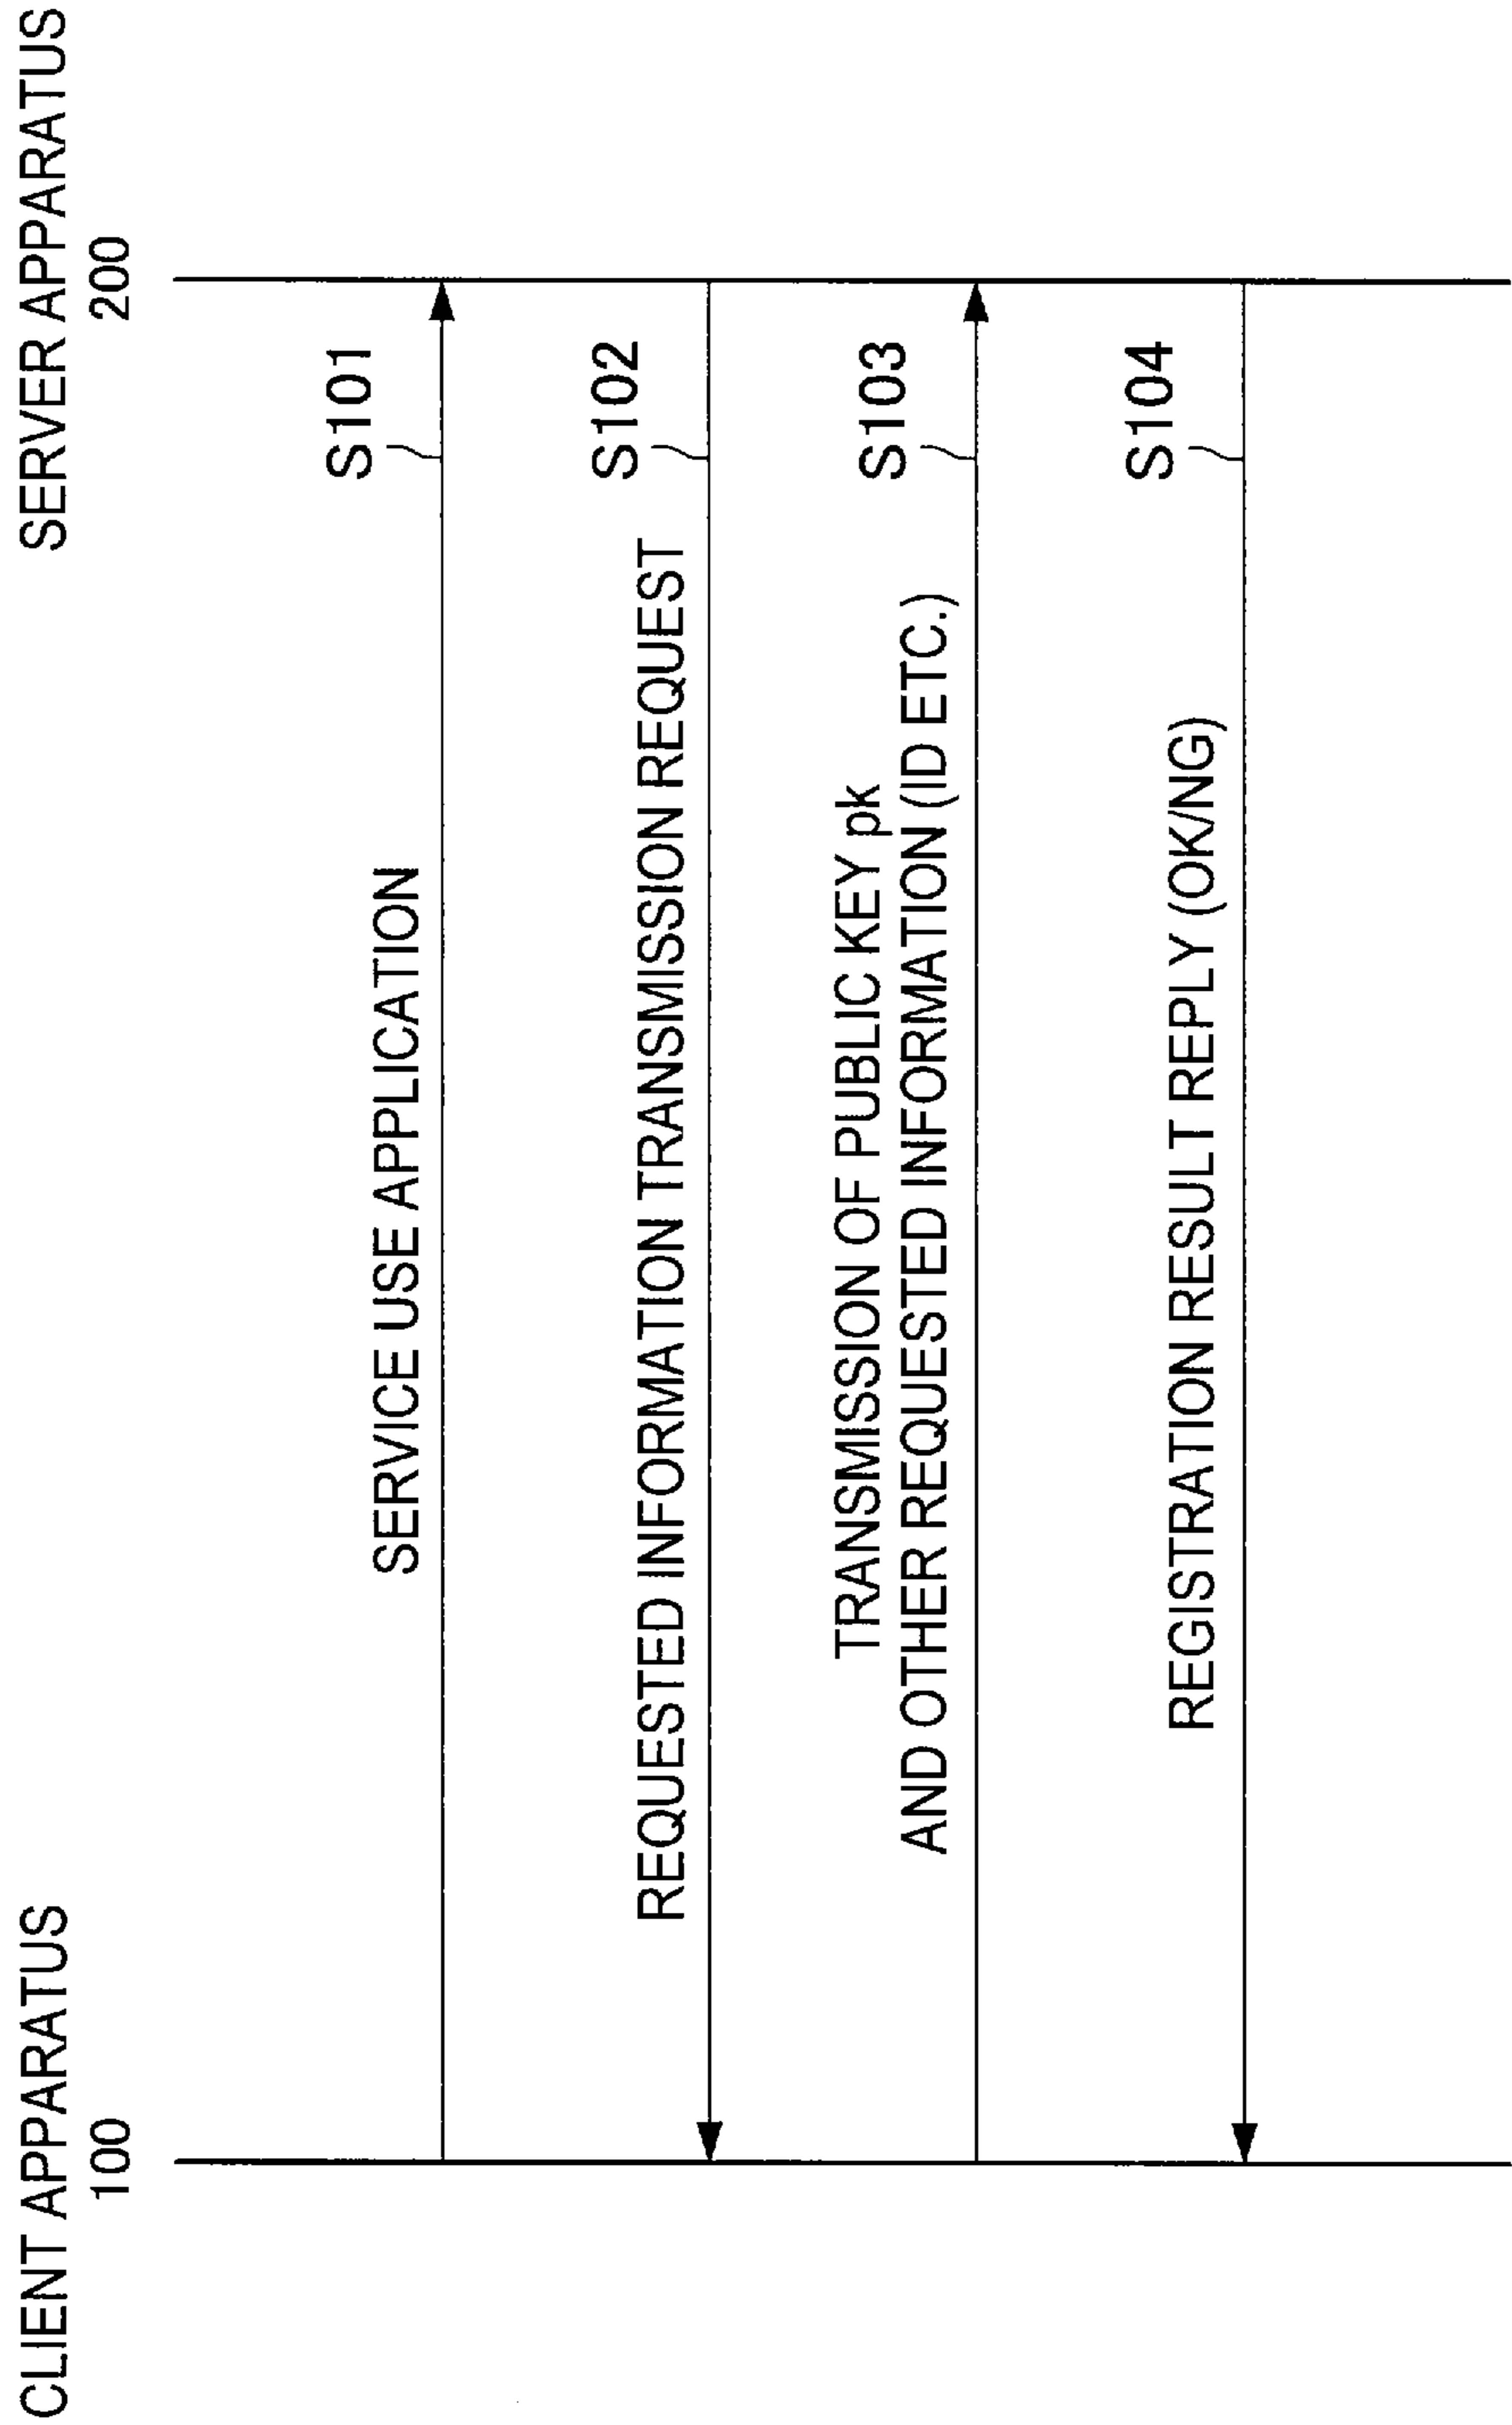 CLIENT APPARATUS
100
SERVER APPARATUS
200
S101
SERVICE USE APPLICATION
S102
REQUESTED INFORMATION TRANSMISSION REQUEST
S103
TRANSMISSION OF PUBLIC KEY pk
AND OTHER REQUESTED INFORMATION (ID ETC.)
S104
REGISTRATION RESULT REPLY (OK/NG)